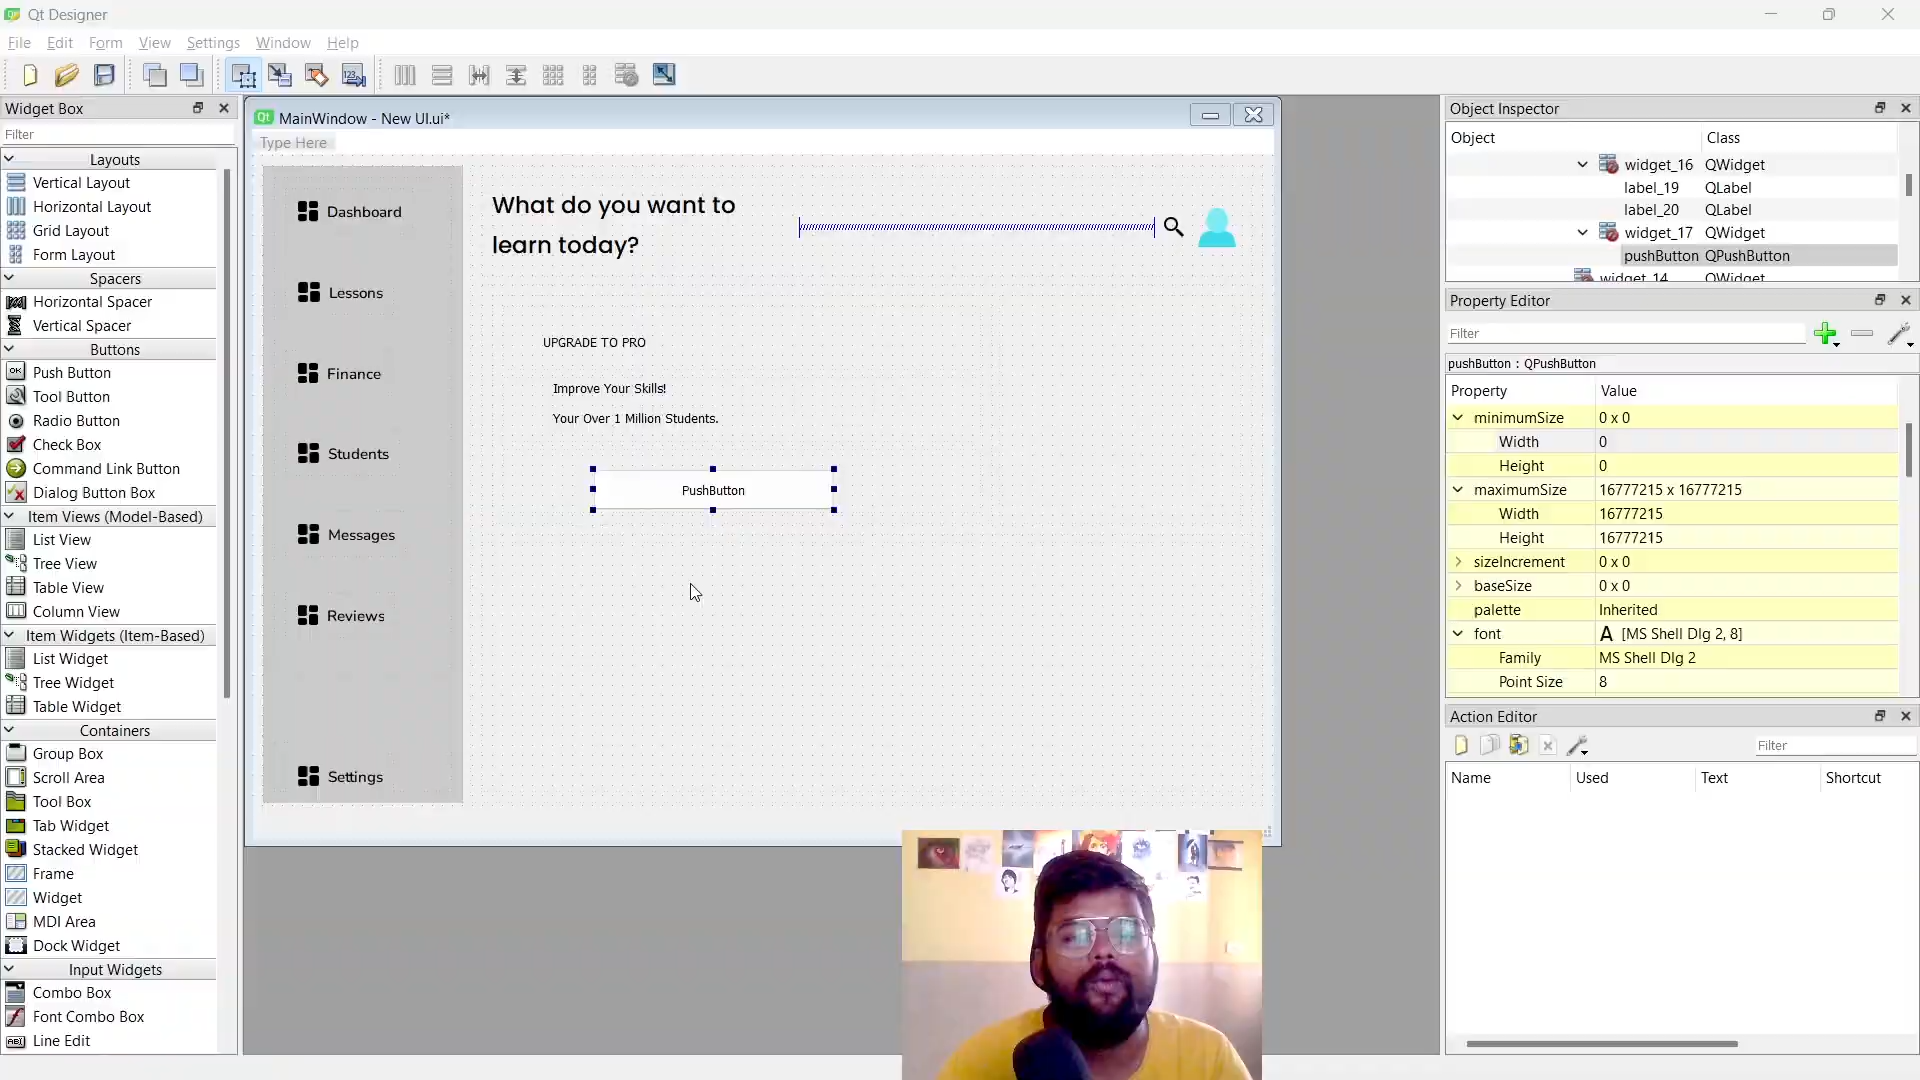 Qt Designer
File Edit Form View Settings Window Help
Widget Box
Filter
Layouts
Vertical Layout
Horizontal Layout
Grid Layout
Form Layout
Spacers
Horizontal Spacer
Vertical Spacer
Buttons
Push Button
Tool Button
Radio Button
Check Box
Command Link Button
Dialog Button Box
Item Views (Model-Based)
List View
Tree View
Table View
Column View
Item Widgets (Item-Based)
List Widget
Tree Widget
Table Widget
Containers
Group Box
Scroll Area
Tool Box
Tab Widget
Stacked Widget
Frame
Widget
MDI Area
Dock Widget
Input Widgets
Combo Box
Font Combo Box
Line Edit
MainWindow - New UI.ui*
Type Here
Dashboard
Lessons
Finance
Students
Messages
Reviews
Settings
What do you want to
learn today?
UPGRADE TO PRO
Improve Your Skills!
Your Over 1 Million Students.
PushButton
Object Inspector
Object Class
widget_16 QWidget
label_19 QLabel
label_20 QLabel
widget_17 QWidget
pushButton QPushButton
widget_14 QWidget
Property Editor
Filter
pushButton : QPushButton
Property Value
minimumSize 0 x 0
Width 0
Height 0
maximumSize 16777215 x 16777215
Width 16777215
Height 16777215
sizeIncrement 0 x 0
baseSize 0 x 0
palette Inherited
font A [MS Shell Dlg 2, 8]
Family MS Shell Dlg 2
Point Size 8
Action Editor
Filter
Name Used Text Shortcut